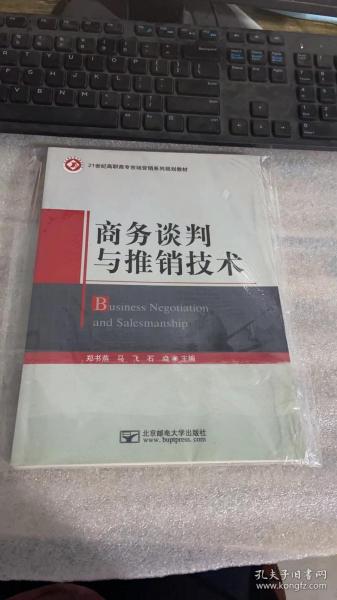 21世纪高职高专市场营销系列规划教材
商务谈判
与推销技术
Business Negotiation
and Salesmanship
郑书燕 马 飞 石 焱 主编
北京邮电大学出版社
www.buptpress.com
孔夫子旧书网